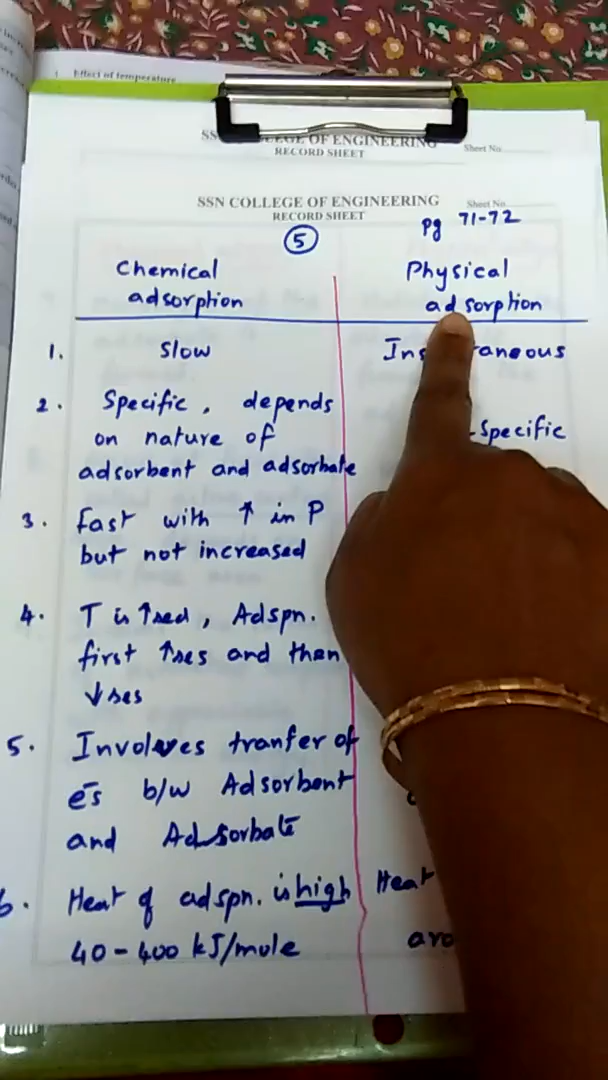 1 Effect of temperature
COLLEGE OF ENGINEERING
RECORD SHEET
Sheet No.
SSN COLLEGE OF ENGINEERING
Sheet No.
RECORD SHEET
Pg 71-72
5
Chemical adsorption
Physical adsorption
1. Slow
2. Specific, depends
on nature of
Specific
adsorbent and adsorbate
3. Fast with ↑ in P
but not increased
4. T is ↑sed, Adspn.
first ↑ses and then
↓ses
5. Involves tranfer of
e⁻s b/w Adsorbent
and Adsorbate
6. Heat of adspn. is high Heat
40-400 kJ/mole